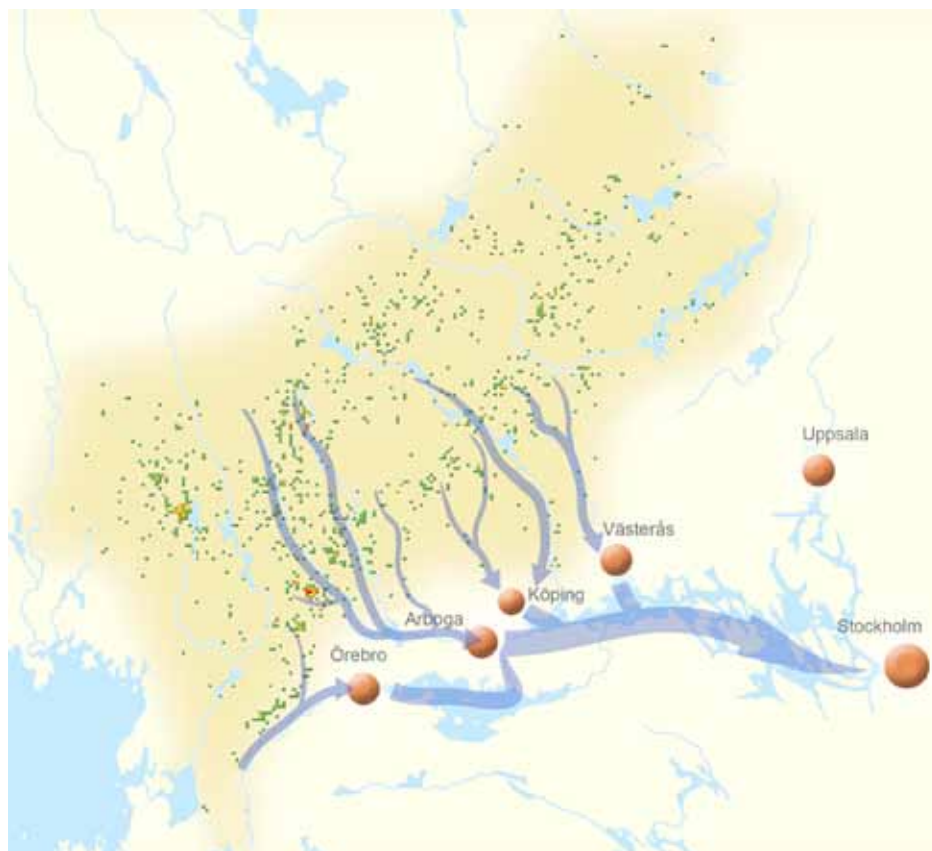 Uppsala
Västerås
Köping
Stockholm
Arboga
Örebro